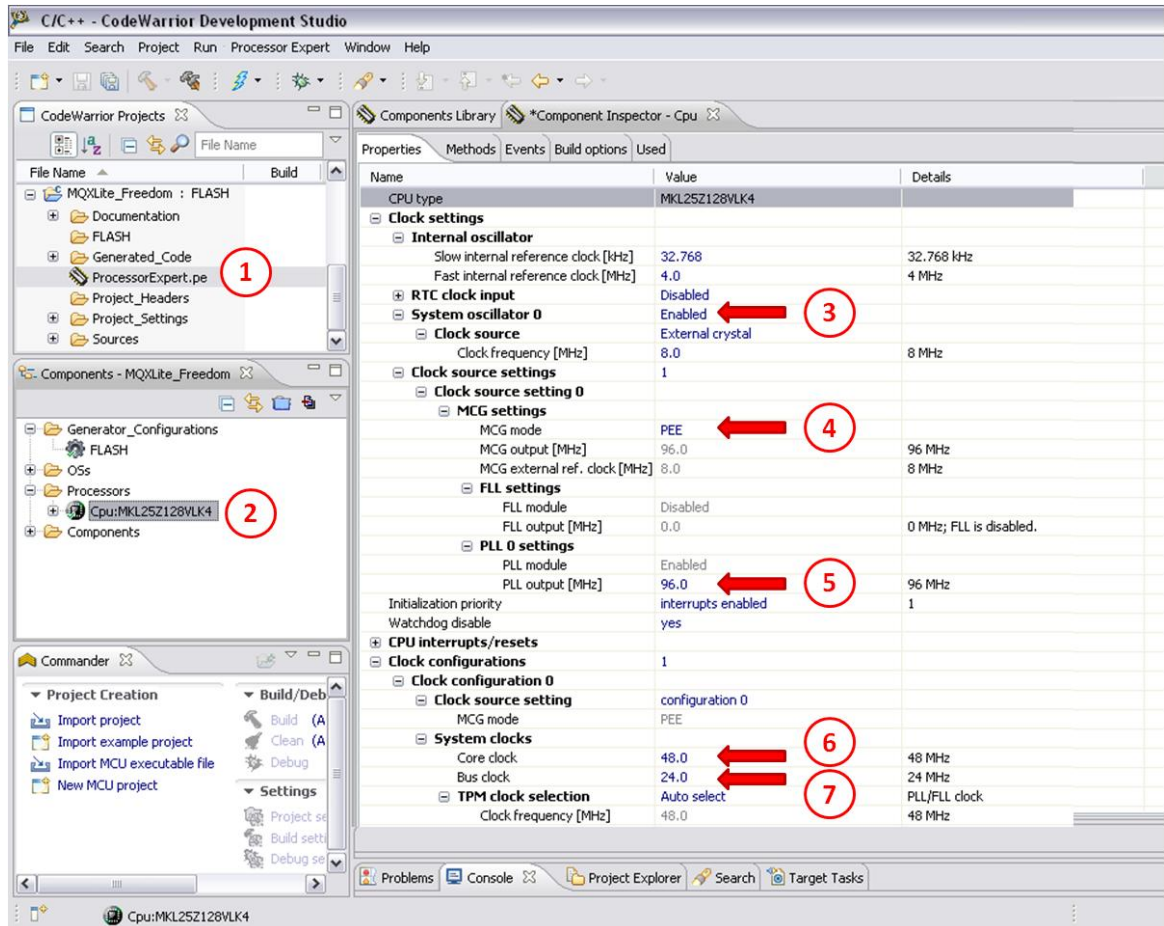 C/C++ - CodeWarrior Development Studio
File Edit Search Project Run Processor Expert Window Help
CodeWarrior Projects
File Name
File Name Build
MQXLite_Freedom : FLASH
Documentation
FLASH
Generated_Code
ProcessorExpert.pe
1
Project_Headers
Project_Settings
Sources
Components - MQXLite_Freedom
Generator_Configurations
FLASH
OSs
Processors
Cpu:MKL25Z128VLK4
2
Components
Commander
Project Creation
Import project
Import example project
Import MCU executable file
New MCU project
Build/Deb
Build (A
Clean (A
Debug
Settings
Project se
Build setti
Debug se
Components Library *Component Inspector - Cpu
Properties Methods Events Build options Used
Name Value Details
CPU type MKL25Z128VLK4
Clock settings
Internal oscillator
Slow internal reference clock [kHz] 32.768 32.768 kHz
Fast internal reference clock [MHz] 4.0 4 MHz
RTC clock input Disabled
System oscillator 0 Enabled 3
Clock source External crystal
Clock frequency [MHz] 8.0 8 MHz
Clock source settings 1
Clock source setting 0
MCG settings
MCG mode PEE 4
MCG output [MHz] 96.0 96 MHz
MCG external ref. clock [MHz] 8.0 8 MHz
FLL settings
FLL module Disabled
FLL output [MHz] 0.0 0 MHz; FLL is disabled.
PLL 0 settings
PLL module Enabled
PLL output [MHz] 96.0 5 96 MHz
Initialization priority interrupts enabled 1
Watchdog disable yes
CPU interrupts/resets
Clock configurations 1
Clock configuration 0
Clock source setting configuration 0
MCG mode PEE
System clocks
Core clock 48.0 6 48 MHz
Bus clock 24.0 7 24 MHz
TPM clock selection Auto select PLL/FLL clock
Clock frequency [MHz] 48.0 48 MHz
Problems Console Project Explorer Search Target Tasks
Cpu:MKL25Z128VLK4